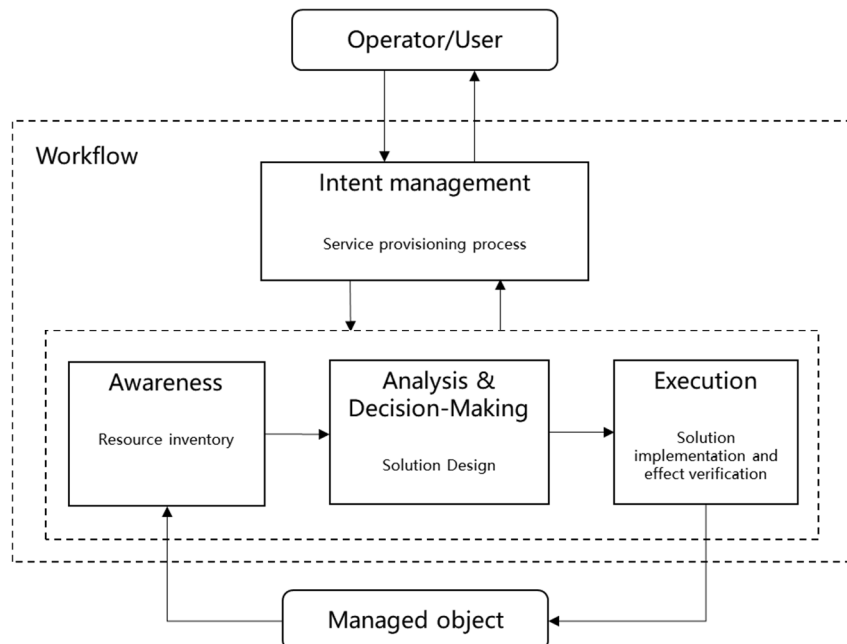 Operator/User
Workflow
Intent management
Service provisioning process
Awareness
Resource inventory
Analysis &
Decision-Making
Solution Design
Execution
Solution
implementation and
effect verification
Managed object